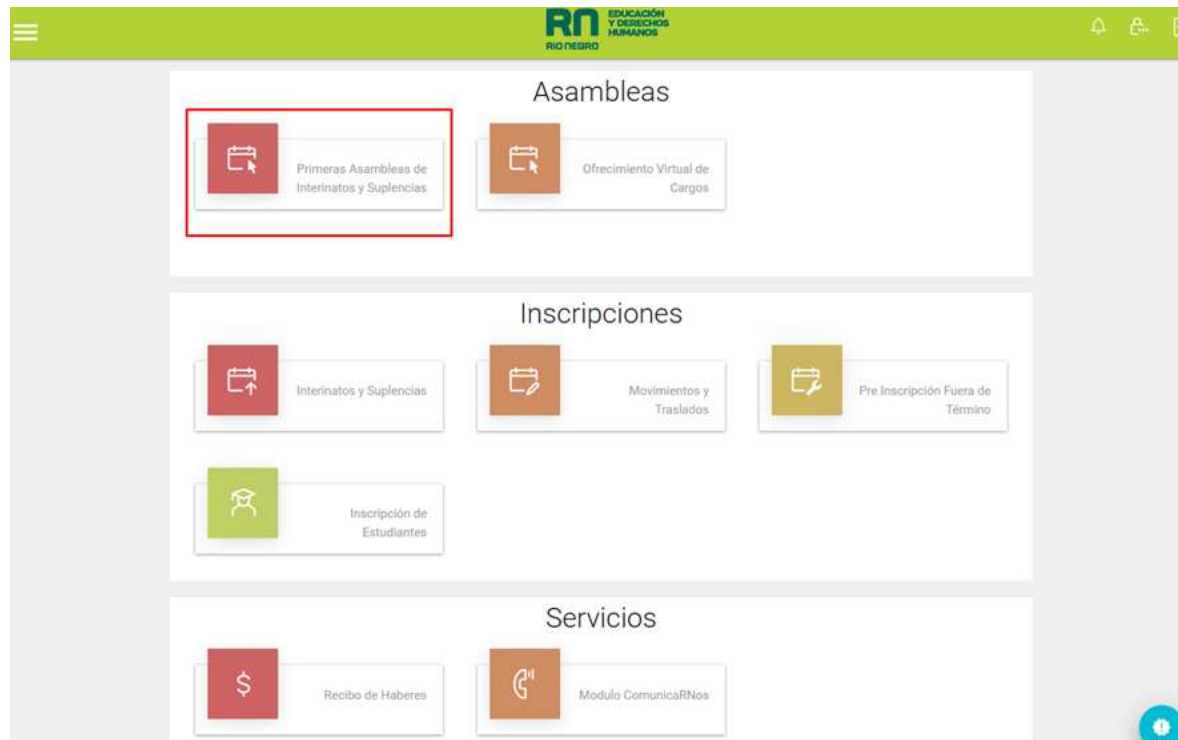 RN
RIO NEGRO
EDUCACIÓN
Y DERECHOS
HUMANOS
Asambleas
Primeras Asambleas de
Interinatos y Suplencias
Ofrecimiento Virtual de
Cargos
Inscripciones
Interinatos y Suplencias
Movimientos y
Traslados
Pre Inscripción Fuera de
Término
Inscripción de
Estudiantes
Servicios
$
Recibo de Haberes
Modulo ComunicaRNos